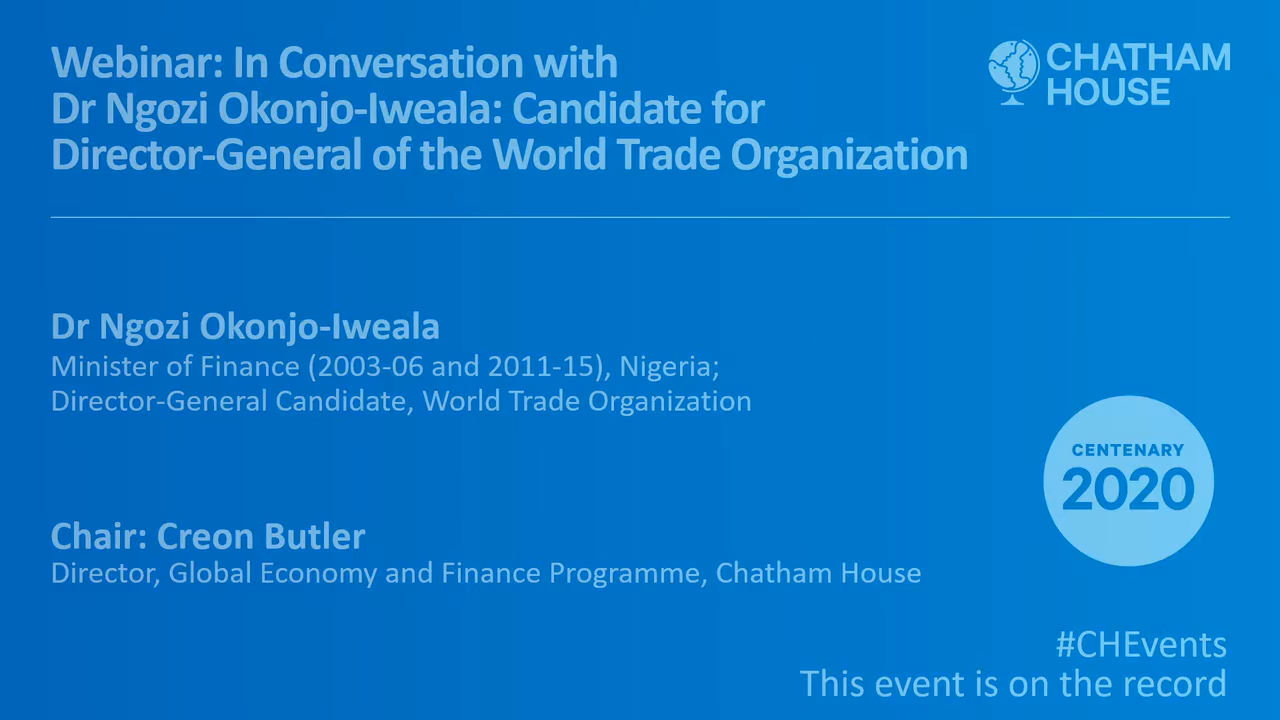 Webinar: In Conversation with
Dr Ngozi Okonjo-Iweala: Candidate for
Director-General of the World Trade Organization
CHATHAM
HOUSE
Dr Ngozi Okonjo-Iweala
Minister of Finance (2003-06 and 2011-15), Nigeria;
Director-General Candidate, World Trade Organization
CENTENARY
2020
Chair: Creon Butler
Director, Global Economy and Finance Programme, Chatham House
#CHEvents
This event is on the record